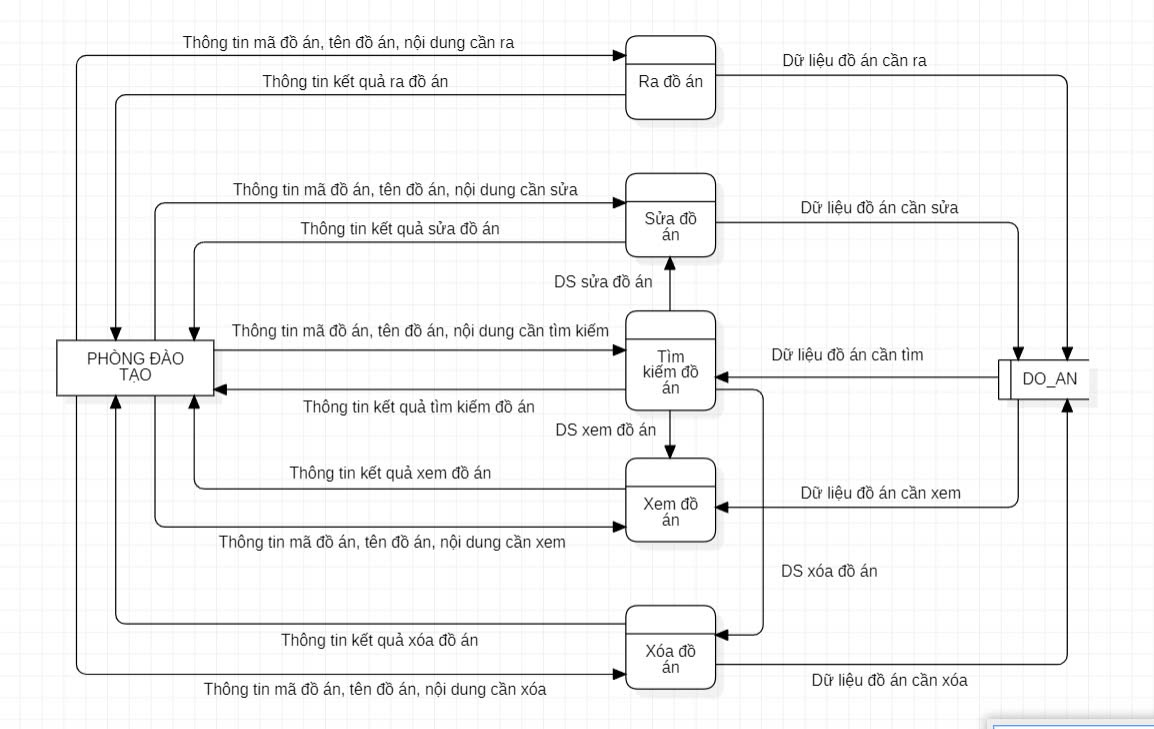 Thông tin mã đồ án, tên đồ án, nội dung cần ra
Dữ liệu đồ án cần ra
Thông tin kết quả ra đồ án
Ra đồ án
Thông tin mã đồ án, tên đồ án, nội dung cần sửa
Dữ liệu đồ án cần sửa
Sửa đồ
án
Thông tin kết quả sửa đồ án
DS sửa đồ án
Thông tin mã đồ án, tên đồ án, nội dung cần tìm kiếm
PHÒNG ĐÀO
TẠO
Tìm
kiếm đồ
án
Dữ liệu đồ án cần tìm
DO_AN
Thông tin kết quả tìm kiếm đồ án
DS xem đồ án
Thông tin kết quả xem đồ án
Xem đồ
án
Dữ liệu đồ án cần xem
Thông tin mã đồ án, tên đồ án, nội dung cần xem
DS xóa đồ án
Thông tin kết quả xóa đồ án
Xóa đồ
án
Dữ liệu đồ án cần xóa
Thông tin mã đồ án, tên đồ án, nội dung cần xóa